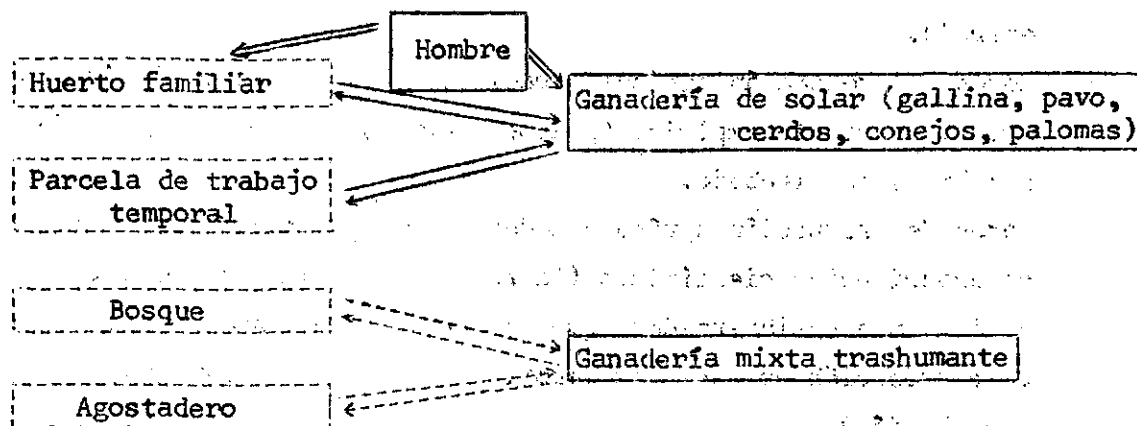 Hombre
Huerto familiar
Ganadería de solar (gallina, pavo,
cerdos, conejos, palomas)
Parcela de trabajo
temporal
Bosque
Ganadería mixta trashumante
Agostadero